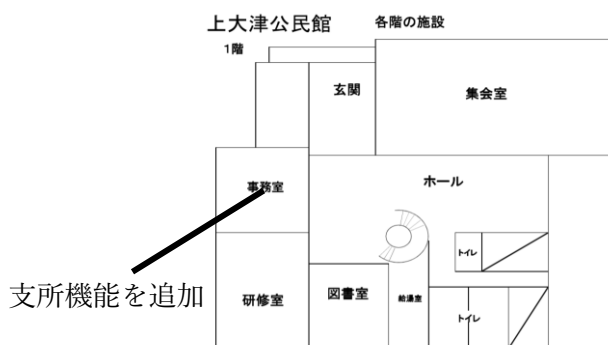 上大津公民館 各階の施設
1階
玄関
集会室
事務室
ホール
トイレ
支所機能を追加
研修室
図書室
給湯室
トイレ